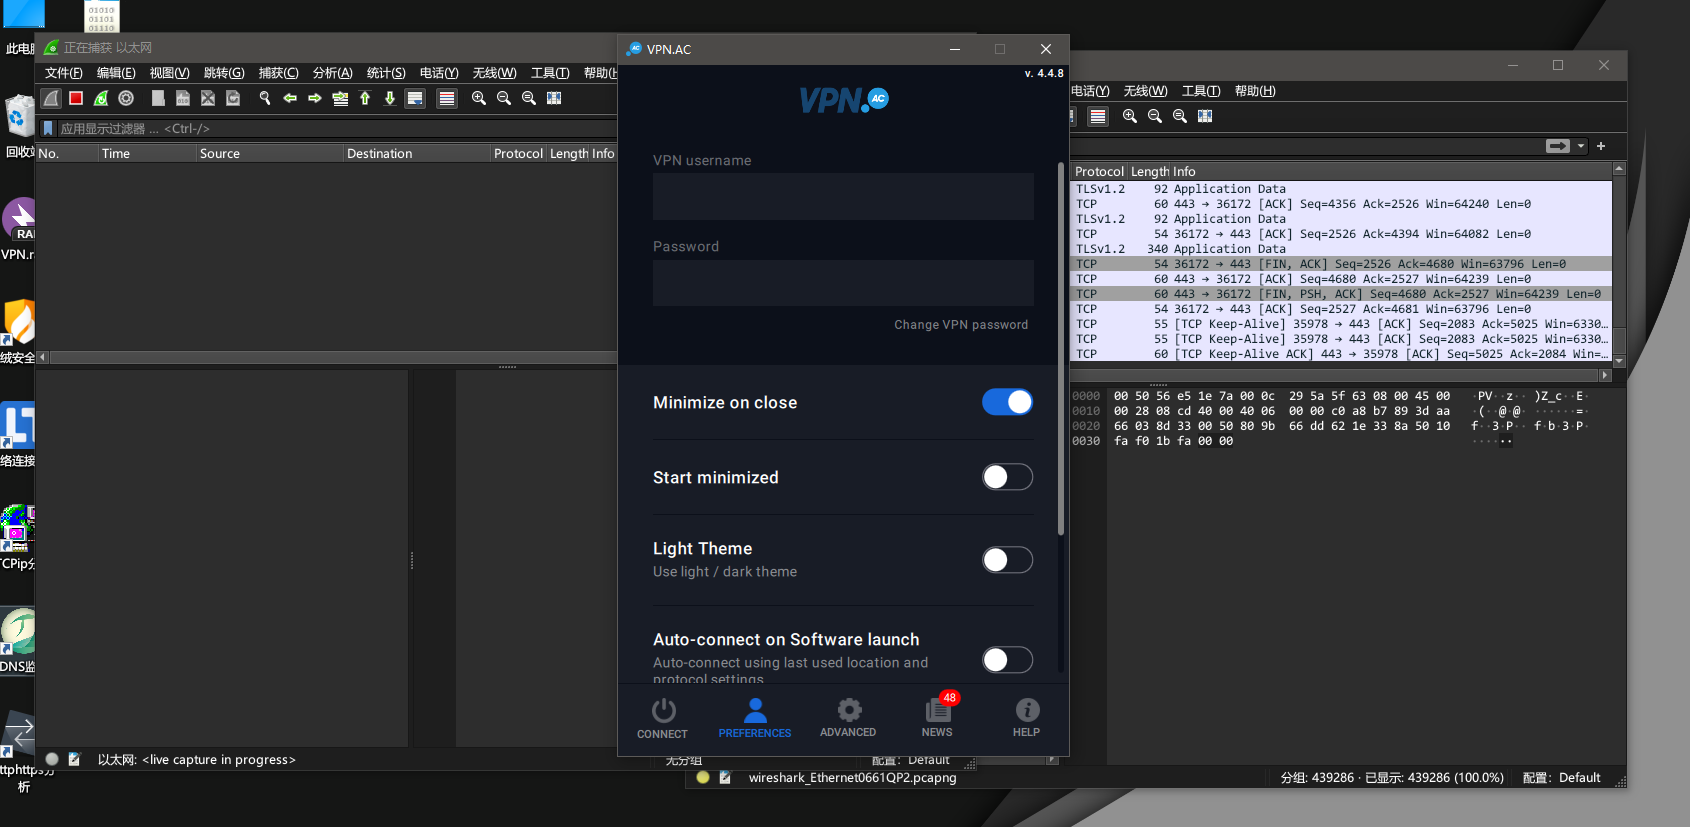 01011
01101
01110
此电脑
回收站
RA
VPN.r
绒安全
络连接
CPip分
DNS监
ttphttps分
析
正在捕获 以太网
文件(F) 编辑(E) 视图(V) 跳转(G) 捕获(C) 分析(A) 统计(S) 电话(Y) 无线(W) 工具(T) 帮助(H
应用显示过滤器 … <Ctrl-/>
No. Time Source Destination Protocol Length Info
以太网: <live capture in progress>
无分组
配置: Default
VPN.AC
v. 4.4.8
VPN.AC
VPN username
Password
Change VPN password
Minimize on close
Start minimized
Light Theme
Use light / dark theme
Auto-connect on Software launch
Auto-connect using last used location and
protocol settings
48
CONNECT PREFERENCES ADVANCED NEWS HELP
电话(Y) 无线(W) 工具(T) 帮助(H)
Protocol Length Info
TLSv1.2 92 Application Data
TCP 60 443 → 36172 [ACK] Seq=4356 Ack=2526 Win=64240 Len=0
TLSv1.2 92 Application Data
TCP 54 36172 → 443 [ACK] Seq=2526 Ack=4394 Win=64082 Len=0
TLSv1.2 340 Application Data
TCP 54 36172 → 443 [FIN, ACK] Seq=2526 Ack=4680 Win=63796 Len=0
TCP 60 443 → 36172 [ACK] Seq=4680 Ack=2527 Win=64239 Len=0
TCP 60 443 → 36172 [FIN, PSH, ACK] Seq=4680 Ack=2527 Win=64239 Len=0
TCP 54 36172 → 443 [ACK] Seq=2527 Ack=4681 Win=63796 Len=0
TCP 55 [TCP Keep-Alive] 35978 → 443 [ACK] Seq=2083 Ack=5025 Win=6330…
TCP 55 [TCP Keep-Alive] 35978 → 443 [ACK] Seq=2083 Ack=5025 Win=6330…
TCP 60 [TCP Keep-Alive ACK] 443 → 35978 [ACK] Seq=5025 Ack=2084 Win=…
0000 00 50 56 e5 1e 7a 00 0c 29 5a 5f 63 08 00 45 00 ·PV··z·· )Z_c··E·
0010 00 28 08 cd 40 00 40 06 00 00 c0 a8 b7 89 3d aa ·(··@·@· ······=·
0020 66 03 8d 33 00 50 80 9b 66 dd 62 1e 33 8a 50 10 f··3·P·· f·b·3·P·
0030 fa f0 1b fa 00 00 ······
wireshark_Ethernet0661QP2.pcapng
分组: 439286 · 已显示: 439286 (100.0%)
配置: Default